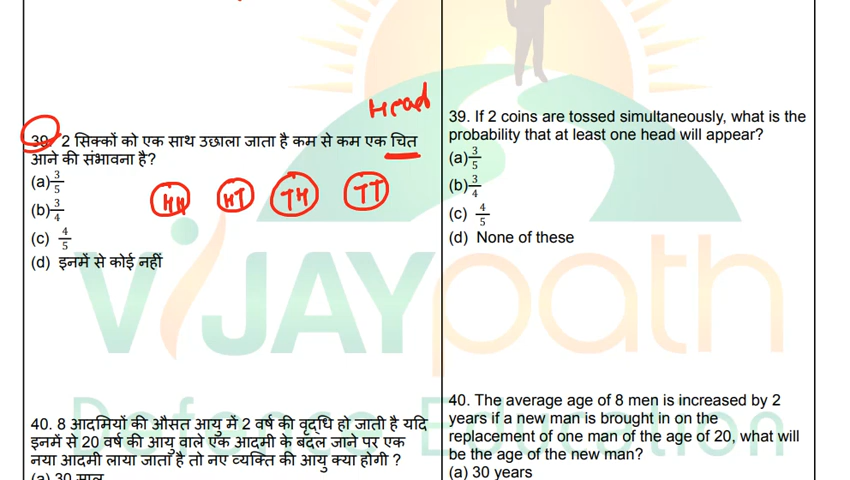 Head
39. 2 सिक्कों को एक साथ उछाला जाता है कम से कम एक चित
आने की संभावना है?
(a) 3/5
(b) 3/4
(c) 4/5
(d) इनमें से कोई नहीं
HH HT TH TT
40. 8 आदमियों की औसत आयु में 2 वर्ष की वृद्धि हो जाती है यदि
इनमें से 20 वर्ष की आयु वाले एक आदमी के बदल जाने पर एक
नया आदमी लाया जाता है तो नए व्यक्ति की आयु क्या होगी ?
(a) 30 साल
39. If 2 coins are tossed simultaneously, what is the
probability that at least one head will appear?
(a) 3/5
(b) 3/4
(c) 4/5
(d) None of these
40. The average age of 8 men is increased by 2
years if a new man is brought in on the
replacement of one man of the age of 20, what will
be the age of the new man?
(a) 30 years
ViJAYpath
Defence Education